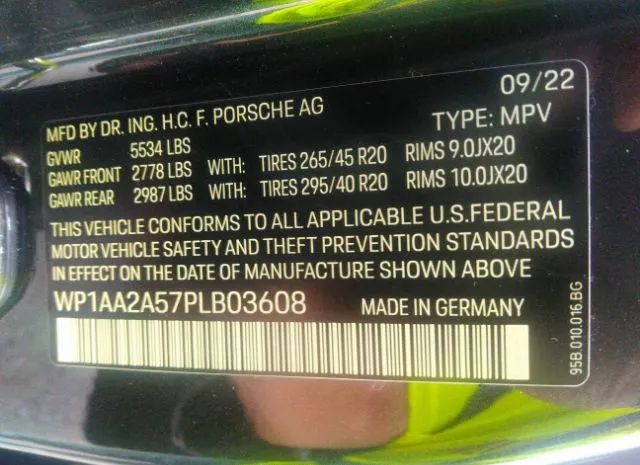 09/22
MFD BY DR. ING. H.C. F. PORSCHE AG TYPE: MPV
GVWR 5534 LBS
GAWR FRONT 2778 LBS WITH: TIRES 265/45 R20 RIMS 9.0JX20
GAWR REAR 2987 LBS WITH: TIRES 295/40 R20 RIMS 10.0JX20
THIS VEHICLE CONFORMS TO ALL APPLICABLE U.S.FEDERAL
MOTOR VEHICLE SAFETY AND THEFT PREVENTION STANDARDS
IN EFFECT ON THE DATE OF MANUFACTURE SHOWN ABOVE
WP1AA2A57PLB03608 MADE IN GERMANY
95B.010.016.BG